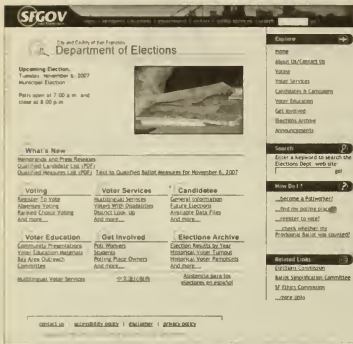 SFGOV
City and County of San Francisco
Department of Elections
Upcoming Election:
Tuesday, November 6, 2007
Municipal Election
Polls open at 7:00 a.m. and
close at 8:00 p.m.
What's New
Memoranda and Press Releases
Qualified Candidate List (PDF)
Qualified Measures List (PDF) Text to Qualified Ballot Measures for November 6, 2007
Voting
Register To Vote
Absentee Voting
Ranked-Choice Voting
And more...
Voter Services
Multilingual Services
Voters With Disabilities
District Look Up
And more...
Candidates
General Information
Future Elections
Available Data Files
And more...
Voter Education
Community Presentations
Voter Education Materials
Bay Area Outreach
Committee
Get Involved
Poll Workers
Students
Polling Place Owners
And more...
Elections Archive
Election Results by Year
Historical Voter Turnout
Historical Voter Pamphlets
And more...
Multilingual Voter Services
Asistencia para los
electores en español
contact us | accessibility policy | disclaimer | privacy policy
Explore
Home
About Us/Contact Us
Voting
Voter Services
Candidates & Campaigns
Voter Education
Get Involved
Elections Archive
Announcements
Search
Enter a keyword to search the
Elections Dept. web site:
go!
How Do I
...become a Pollworker?
...find my polling place
...register to vote?
...check whether my
Provisional Ballot was counted?
Related Links
Elections Commission
Ballot Simplification Committee
SF Ethics Commission
...more links